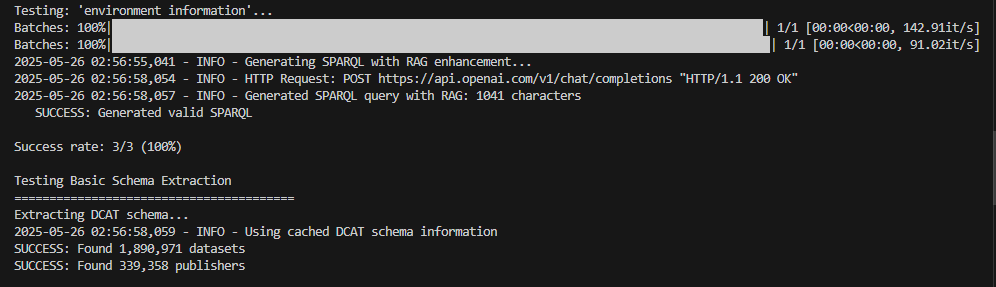 Testing: 'environment information'...
Batches: 100%| | 1/1 [00:00<00:00, 142.91it/s]
Batches: 100%| | 1/1 [00:00<00:00, 91.02it/s]
2025-05-26 02:56:55,041 - INFO - Generating SPARQL with RAG enhancement...
2025-05-26 02:56:58,054 - INFO - HTTP Request: POST https://api.openai.com/v1/chat/completions "HTTP/1.1 200 OK"
2025-05-26 02:56:58,057 - INFO - Generated SPARQL query with RAG: 1041 characters
SUCCESS: Generated valid SPARQL
Success rate: 3/3 (100%)
Testing Basic Schema Extraction
========================================
Extracting DCAT schema...
2025-05-26 02:56:58,059 - INFO - Using cached DCAT schema information
SUCCESS: Found 1,890,971 datasets
SUCCESS: Found 339,358 publishers